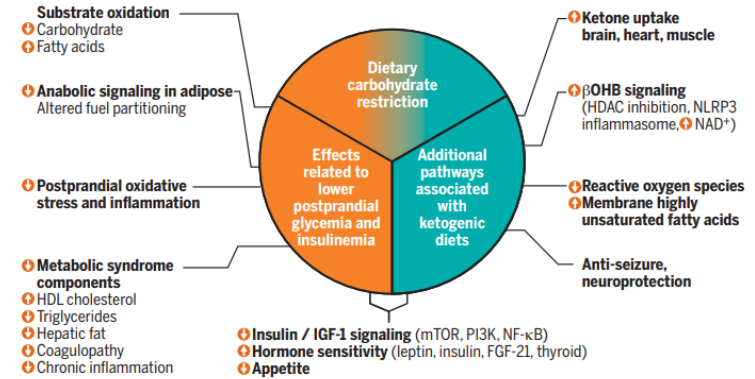 Substrate oxidation
Carbohydrate
Fatty acids
Anabolic signaling in adipose
Altered fuel partitioning
Postprandial oxidative
stress and inflammation
Metabolic syndrome
components
HDL cholesterol
Triglycerides
Hepatic fat
Coagulopathy
Chronic inflammation
Dietary
carbohydrate
restriction
Effects
related to
lower
postprandial
glycemia and
insulinemia
Additional
pathways
associated
with
ketogenic
diets
Ketone uptake
brain, heart, muscle
βOHB signaling
(HDAC inhibition, NLRP3
inflammasome, NAD+)
Reactive oxygen species
Membrane highly
unsaturated fatty acids
Anti-seizure,
neuroprotection
Insulin / IGF-1 signaling (mTOR, PI3K, NF-κB)
Hormone sensitivity (leptin, insulin, FGF-21, thyroid)
Appetite